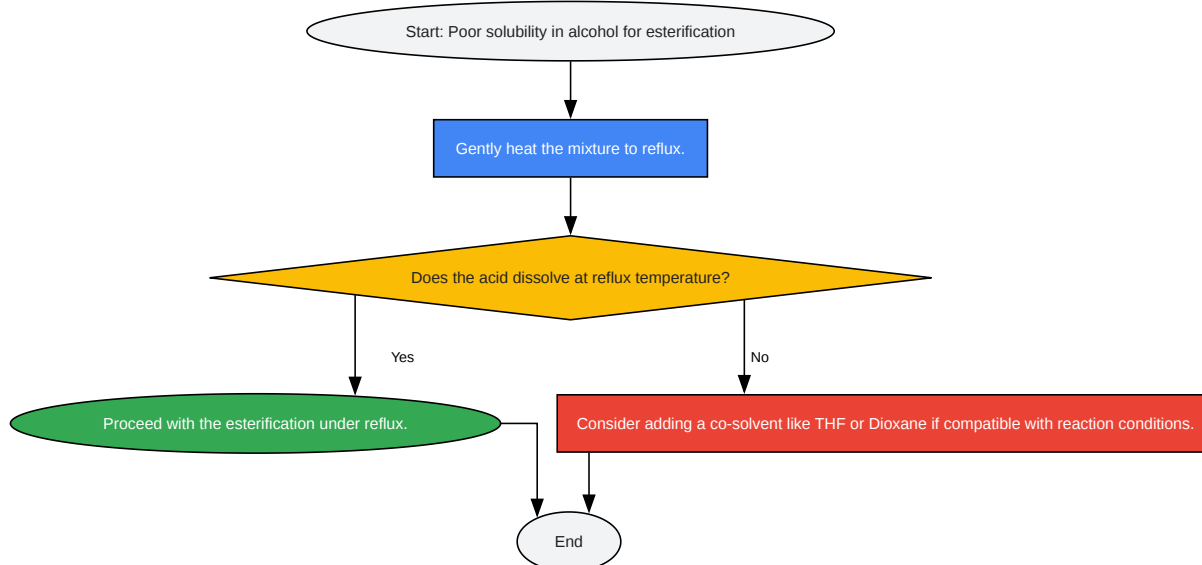 Start: Poor solubility in alcohol for esterification
Gently heat the mixture to reflux.
Does the acid dissolve at reflux temperature?
Yes
No
Proceed with the esterification under reflux.
Consider adding a co-solvent like THF or Dioxane if compatible with reaction conditions.
End